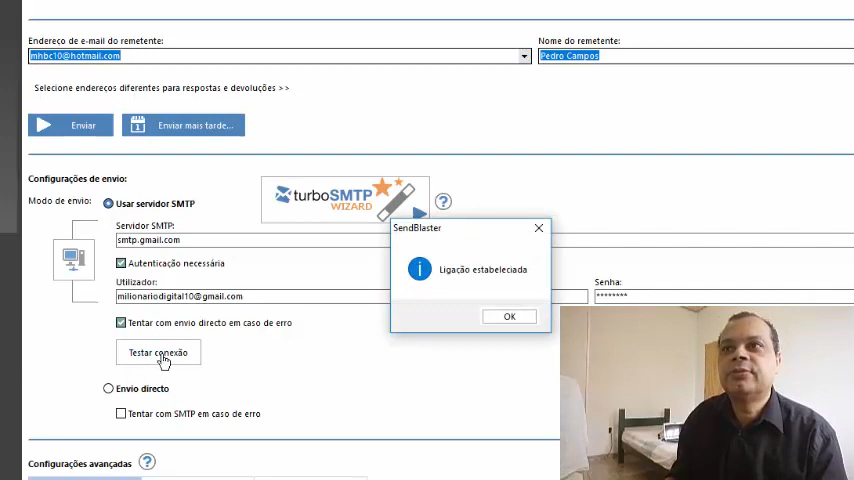 Endereço de e-mail do remetente:
Nome do remetente:
mhbc10@hotmail.com
Pedro Campos
Selecione endereços diferentes para respostas e devoluções >>
Enviar
1
Enviar mais tarde...
Configurações de envio:
Modo de envio:
Usar servidor SMTP
turboSMTP
WIZARD
?
Servidor SMTP:
smtp.gmail.com
SendBlaster
i
Ligação estabeleciada
OK
Autenticação necessária
Utilizador:
Senha:
milionariodigital10@gmail.com
********
Tentar com envio directo em caso de erro
Testar conexão
Envio directo
Tentar com SMTP em caso de erro
Configurações avançadas
?